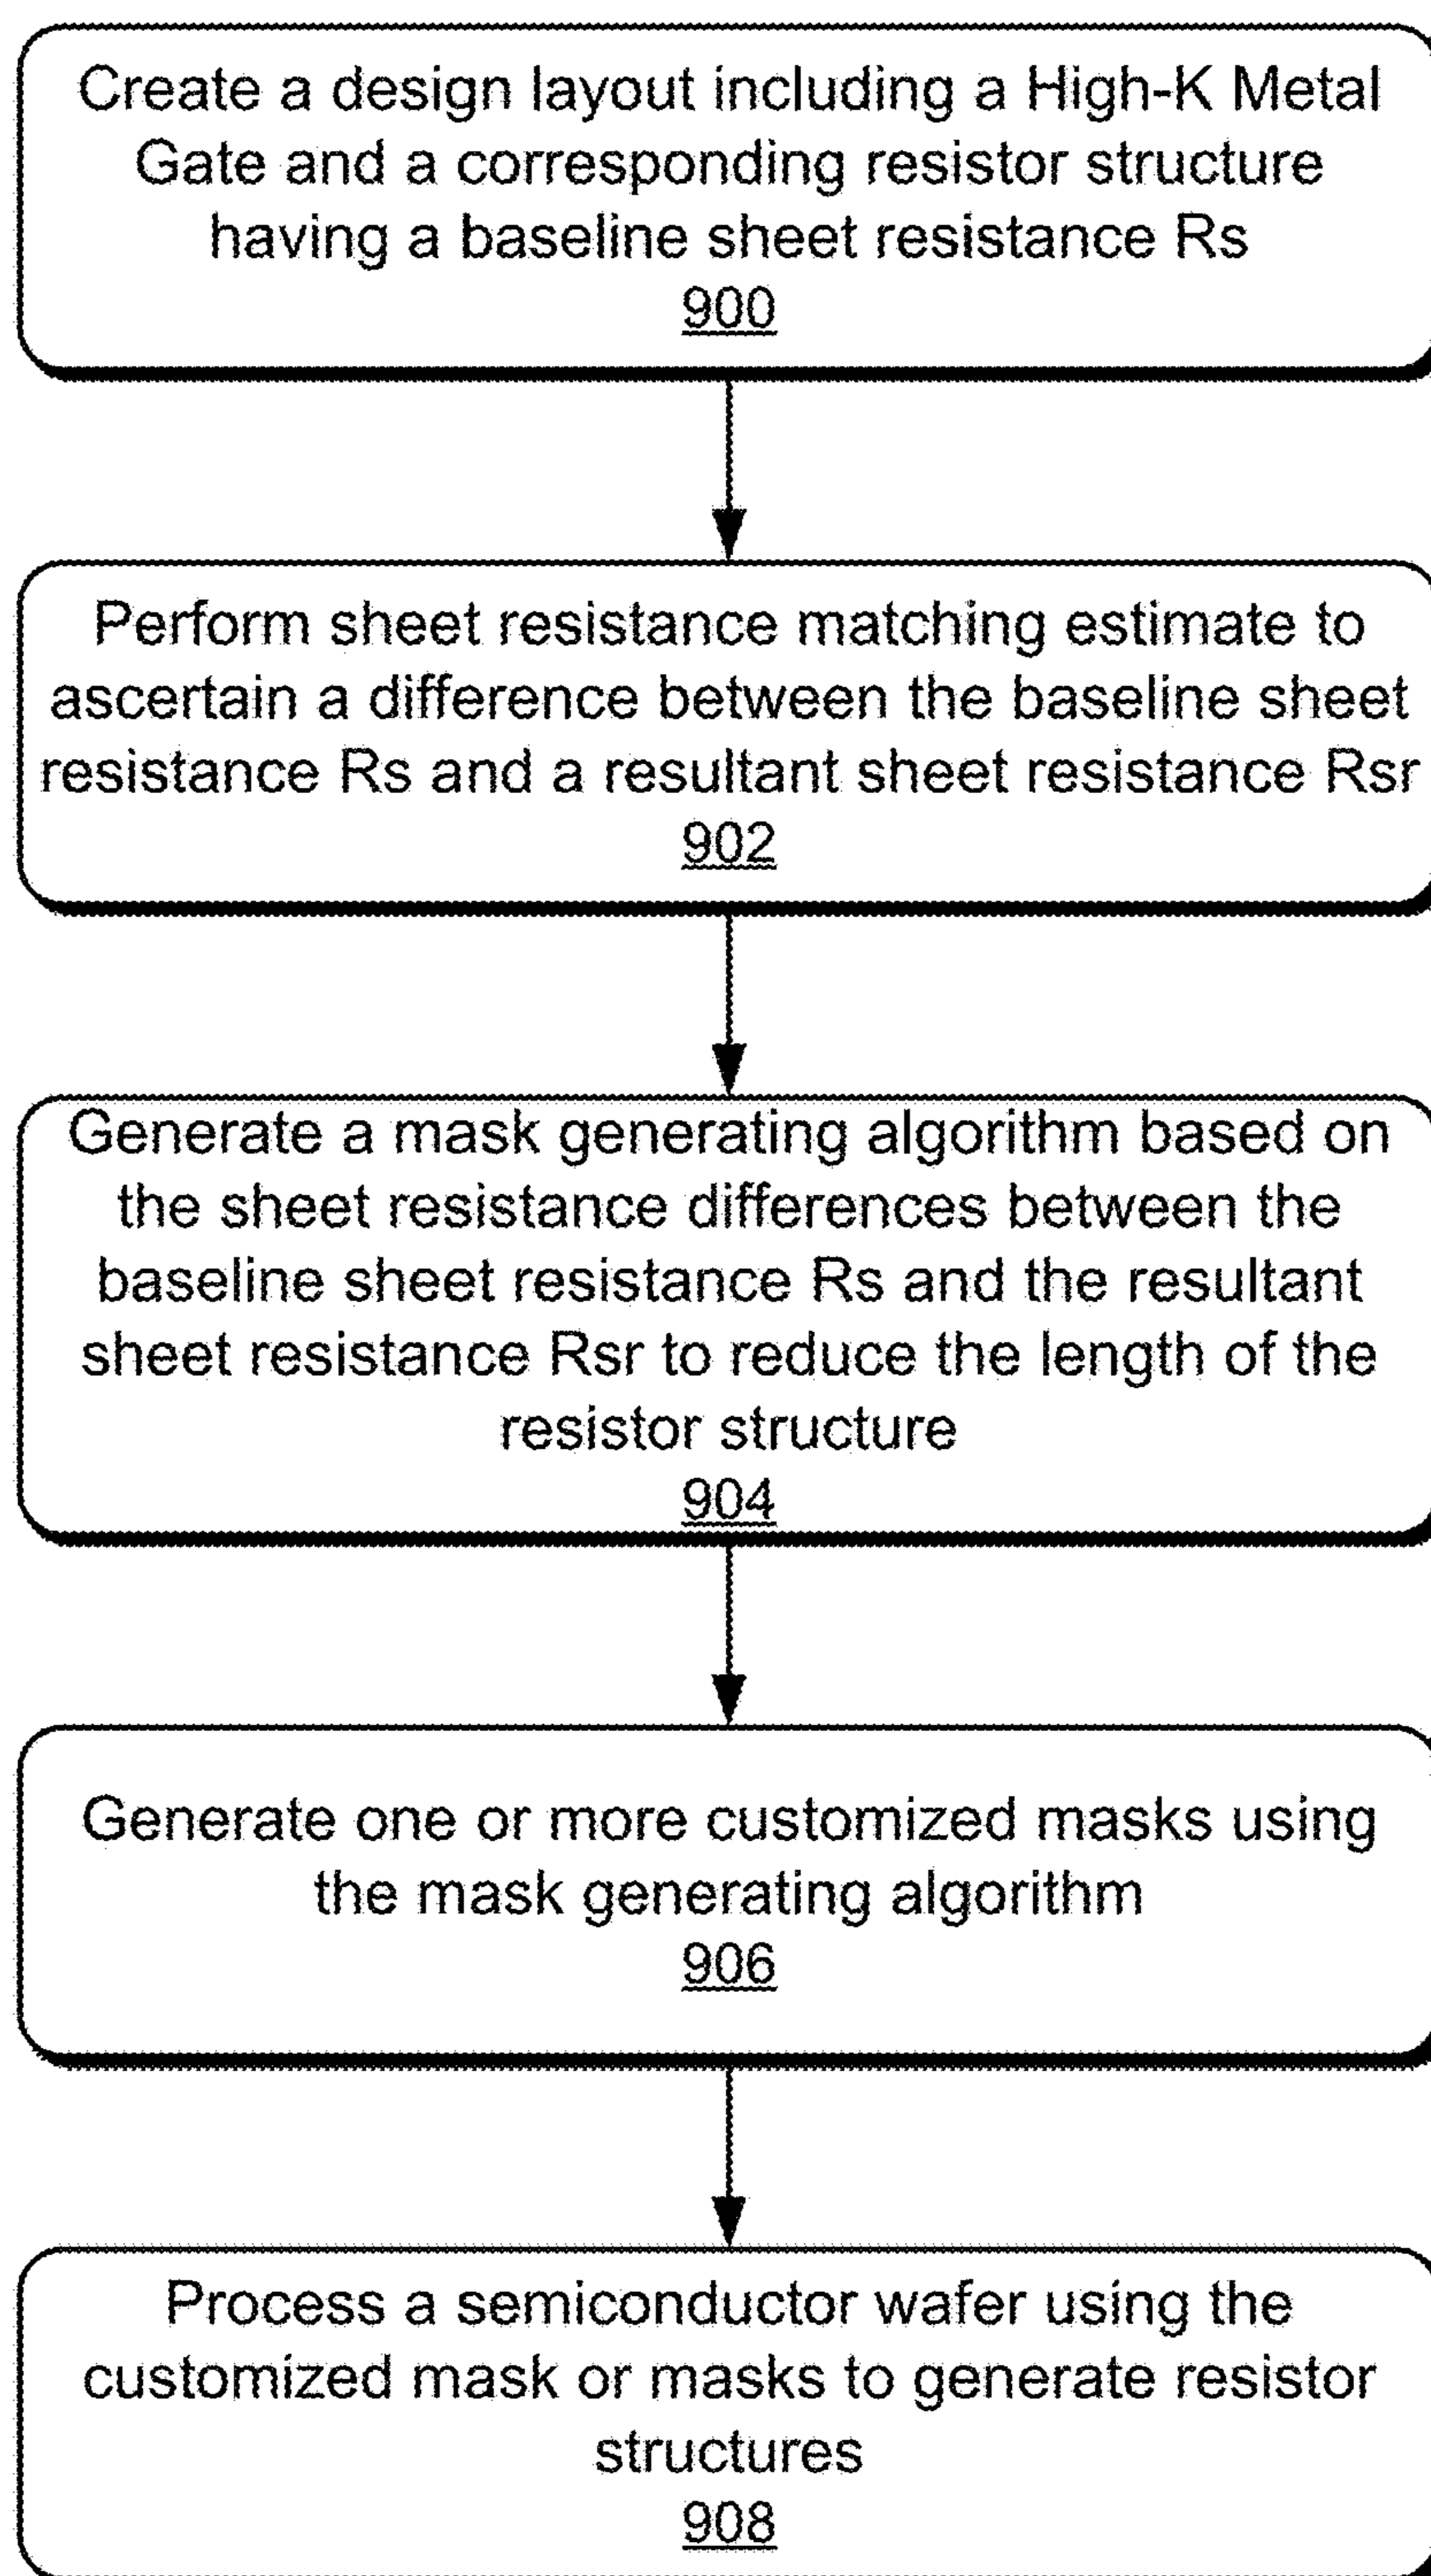 Create a design layout including a High-K Metal
Gate and a corresponding resistor structure
having a baseline sheet resistance Rs
900
Perform sheet resistance matching estimate to
ascertain a difference between the baseline sheet
resistance Rs and a resultant sheet resistance Rsr
902
Generate a mask generating algorithm based on
the sheet resistance differences between the
baseline sheet resistance Rs and the resultant
sheet resistance Rsr to reduce the length of the
resistor structure
904
Generate one or more customized masks using
the mask generating algorithm
906
Process a semiconductor wafer using the
customized mask or masks to generate resistor
structures
908